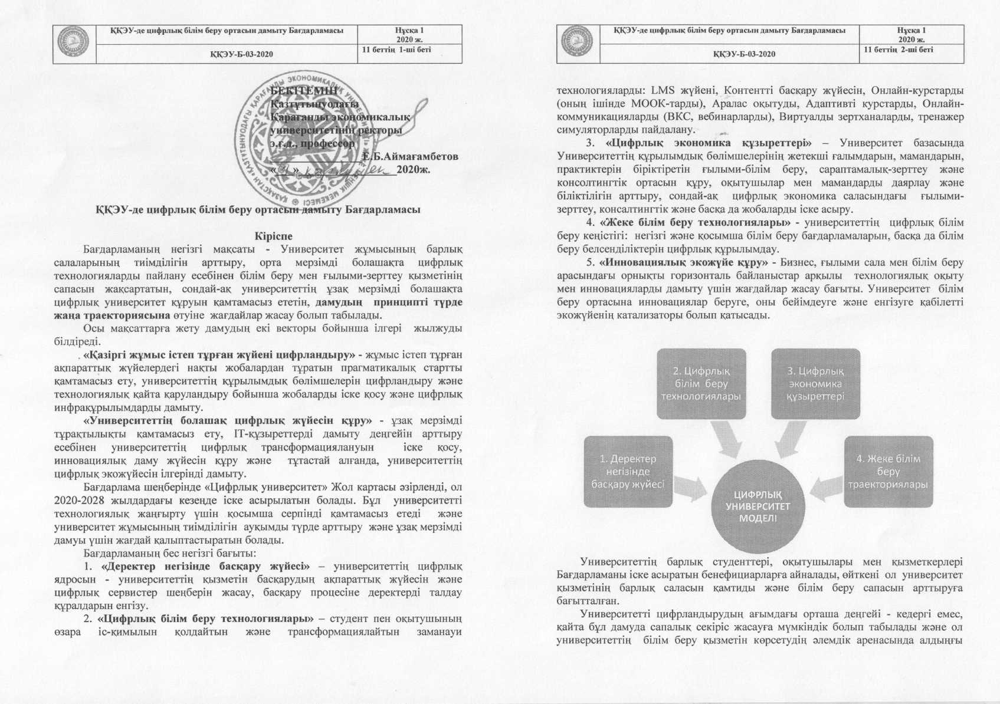 ҚҚЭУ-де цифрлық білім беру ортасын дамыту Бағдарламасы
Нұсқа 1
2020 ж.
ҚҚЭУ-Б-03-2020
11 беттің 1-ші беті
БЕКІТЕМІН
Қазтұтынуодағы
Қарағанды экономикалық
университетінің ректоры
э.ғ.д., профессор
Е.Б.Аймағамбетов
« » 2020ж.
ҚҚЭУ-де цифрлық білім беру ортасын дамыту Бағдарламасы
Кіріспе
Бағдарламаның негізгі мақсаты - Университет жұмысының барлық
салаларының тиімділігін арттыру, орта мерзімді болашақта цифрлық
технологияларды пайлану есебінен білім беру мен ғылыми-зерттеу қызметінің
сапасын жақсартатын, сондай-ақ университеттің ұзақ мерзімді болашақта
цифрлық университет құруын қамтамасыз ететін, дамудың принципті түрде
жаңа траекториясына өтуіне жағдайлар жасау болып табылады.
Осы мақсаттарға жету дамудың екі векторы бойынша ілгері жылжуды
білдіреді.
«Қазіргі жұмыс істеп тұрған жүйені цифрландыру» - жұмыс істеп тұрған
ақпараттық жүйелердегі нақты жобалардан тұратын прагматикалық стартты
қамтамасыз ету, университеттің құрылымдық бөлімшелерін цифрландыру және
технологиялық қайта қаруландыру бойынша жобаларды іске қосу және цифрлық
инфрақұрылымдарды дамыту.
«Университеттің болашақ цифрлық жүйесін құру» - ұзақ мерзімді
тұрақтылықты қамтамасыз ету, IT-құзыреттерді дамыту деңгейін арттыру
есебінен университеттің цифрлық трансформациялануын іске қосу,
инновациялық даму жүйесін құру және тұтастай алғанда, университеттің
цифрлық экожүйесін ілгерінді дамыту.
Бағдарлама шеңберінде «Цифрлық университет» Жол картасы әзірленді, ол
2020-2028 жылдардағы кезеңде іске асырылатын болады. Бұл университетті
технологиялық жаңғырту үшін қосымша серпінді қамтамасыз етеді және
университет жұмысының тиімділігін ауқымды түрде арттыру және ұзақ мерзімді
дамуы үшін жағдай қалыптастыратын болады.
Бағдарламаның бес негізгі бағыты:
1. «Деректер негізінде басқару жүйесі» – университеттің цифрлық
ядросын - университеттің қызметін басқарудың ақпараттық жүйесін және
цифрлық сервистер шеңберін жасау, басқару процесіне деректерді талдау
құралдарын енгізу.
2. «Цифрлық білім беру технологиялары» – студент пен оқытушының
өзара іс-қимылын қолдайтын және трансформациялайтын заманауи
ҚҚЭУ-де цифрлық білім беру ортасын дамыту Бағдарламасы
Нұсқа 1
2020 ж.
ҚҚЭУ-Б-03-2020
11 беттің 2-ші беті
технологияларды: LMS жүйені, Контентті басқару жүйесін, Онлайн-курстарды
(оның ішінде МООК-тарды), Аралас оқытуды, Адаптивті курстарды, Онлайн-
коммуникацияларды (ВКС, вебинарларды), Виртуалды зертханаларды, тренажер
симуляторларды пайдалану.
3. «Цифрлық экономика құзыреттері» – Университет базасында
Университеттің құрылымдық бөлімшелерінің жетекші ғалымдарын, мамандарын,
практиктерін біріктіретін ғылыми-білім беру, сараптамалық-зерттеу және
консолтингтік ортасын құру, оқытушылар мен мамандарды даярлау және
біліктілігін арттыру, сондай-ақ цифрлық экономика саласындағы ғылыми-
зерттеу, консалтингтік және басқа да жобаларды іске асыру.
4. «Жеке білім беру технологиялары» - университеттің цифрлық білім
беру кеңістігі: негізгі және қосымша білім беру бағдарламаларын, басқа да білім
беру белсенділіктерін цифрлық құрылымдау.
5. «Инновациялық экожүйе құру» - Бизнес, ғылыми сала мен білім беру
арасындағы орнықты горизонталь байланыстар арқылы технологиялық оқыту
мен инновацияларды дамыту үшін жағдайлар жасау бағыты. Университет білім
беру ортасына инновациялар беруге, оны бейімдеуге және енгізуге қабілетті
экожүйенің катализаторы болып қатысады.
2. Цифрлық
білім беру
технологиялары
3. Цифрлық
экономика
құзыреттері
1. Деректер
негізінде
басқару жүйесі
4. Жеке білім
беру
траекториялары
ЦИФРЛЫҚ
УНИВЕРСИТЕТ
МОДЕЛІ
Университеттің барлық студенттері, оқытушылары мен қызметкерлері
Бағдарламаны іске асыратын бенефициарларға айналады, өйткені ол университет
қызметінің барлық саласын қамтиды және білім беру сапасын арттыруға
бағытталған.
Университетті цифрландырудың ағымдағы орташа деңгейі - кедергі емес,
қайта бұл дамуда сапалық секіріс жасауға мүмкіндік болып табылады және ол
университеттің білім беру қызметін көрсетудің әлемдік аренасында алдыңғы